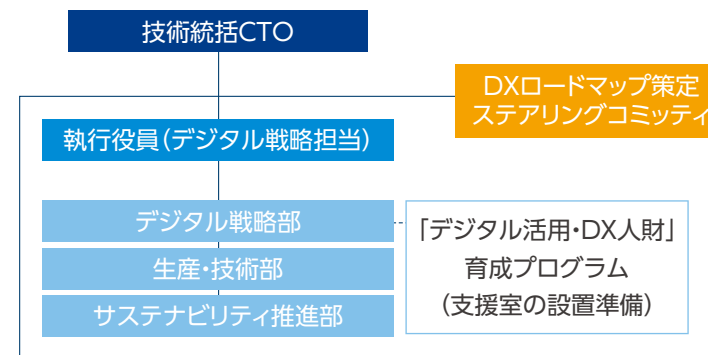 技術統括CTO
DXロードマップ策定
ステアリングコミッティ
執行役員(デジタル戦略担当)
デジタル戦略部
生産・技術部
サステナビリティ推進部
「デジタル活用・DX人財」
育成プログラム
(支援室の設置準備)